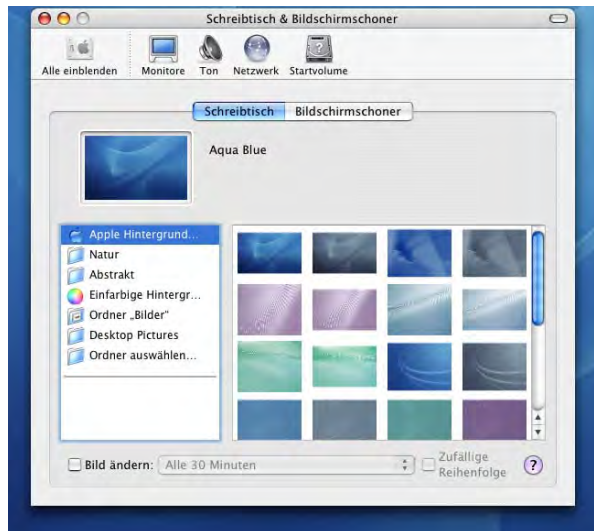 Schreibtisch & Bildschirmschoner
Alle einblenden Monitore Ton Netzwerk Startvolume
Schreibtisch Bildschirmschoner
Aqua Blue
Apple Hintergrund...
Natur
Abstrakt
Einfarbige Hintergr...
Ordner „Bilder“
Desktop Pictures
Ordner auswählen...
Bild ändern: Alle 30 Minuten Zufällige
Reihenfolge ?